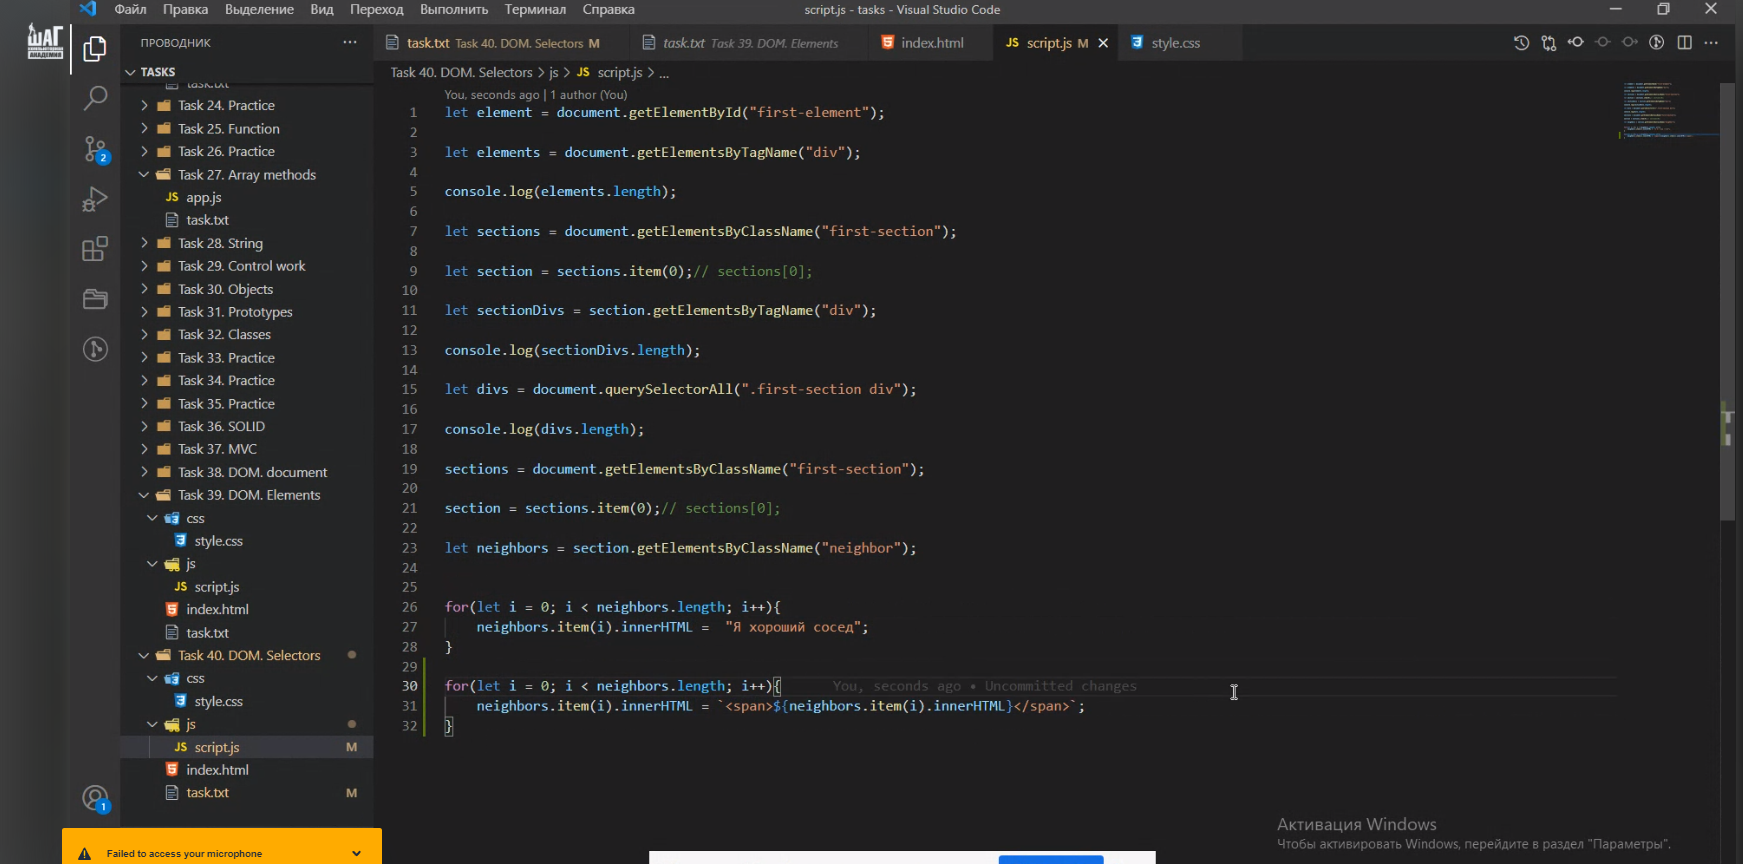 ШАГ
КОМПЬЮТЕРНАЯ
АКАДЕМИЯ
Файл Правка Выделение Вид Переход Выполнить Терминал Справка
script.js - tasks - Visual Studio Code
ПРОВОДНИК
task.txt Task 40. DOM. Selectors M
task.txt Task 39. DOM. Elements
index.html
JS script.js M
style.css
TASKS
Task 40. DOM. Selectors > js > JS script.js > ...
task.txt
Task 24. Practice
Task 25. Function
Task 26. Practice
Task 27. Array methods
JS app.js
task.txt
Task 28. String
Task 29. Control work
Task 30. Objects
Task 31. Prototypes
Task 32. Classes
Task 33. Practice
Task 34. Practice
Task 35. Practice
Task 36. SOLID
Task 37. MVC
Task 38. DOM. document
Task 39. DOM. Elements
css
style.css
js
JS script.js
index.html
task.txt
Task 40. DOM. Selectors
css
style.css
js
JS script.js M
index.html
task.txt M
2
1
You, seconds ago | 1 author (You)
1 let element = document.getElementById("first-element");
2
3 let elements = document.getElementsByTagName("div");
4
5 console.log(elements.length);
6
7 let sections = document.getElementsByClassName("first-section");
8
9 let section = sections.item(0);// sections[0];
10
11 let sectionDivs = section.getElementsByTagName("div");
12
13 console.log(sectionDivs.length);
14
15 let divs = document.querySelectorAll(".first-section div");
16
17 console.log(divs.length);
18
19 sections = document.getElementsByClassName("first-section");
20
21 section = sections.item(0);// sections[0];
22
23 let neighbors = section.getElementsByClassName("neighbor");
24
25
26 for(let i = 0; i < neighbors.length; i++){
27 neighbors.item(i).innerHTML = "Я хороший сосед";
28 }
29
30 for(let i = 0; i < neighbors.length; i++){ You, seconds ago • Uncommitted changes
31 neighbors.item(i).innerHTML = `<span>${neighbors.item(i).innerHTML}</span>`;
32 }
Активация Windows
Чтобы активировать Windows, перейдите в раздел "Параметры".
Failed to access your microphone